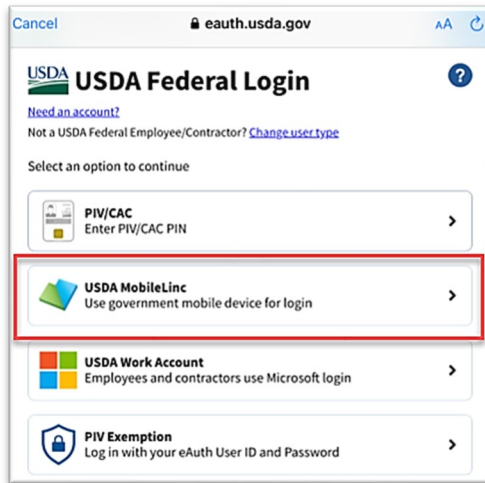 Cancel eauth.usda.gov AA
USDA USDA Federal Login ?
Need an account?
Not a USDA Federal Employee/Contractor? Change user type
Select an option to continue
PIV/CAC
Enter PIV/CAC PIN
USDA MobileLinc
Use government mobile device for login
USDA Work Account
Employees and contractors use Microsoft login
PIV Exemption
Log in with your eAuth User ID and Password